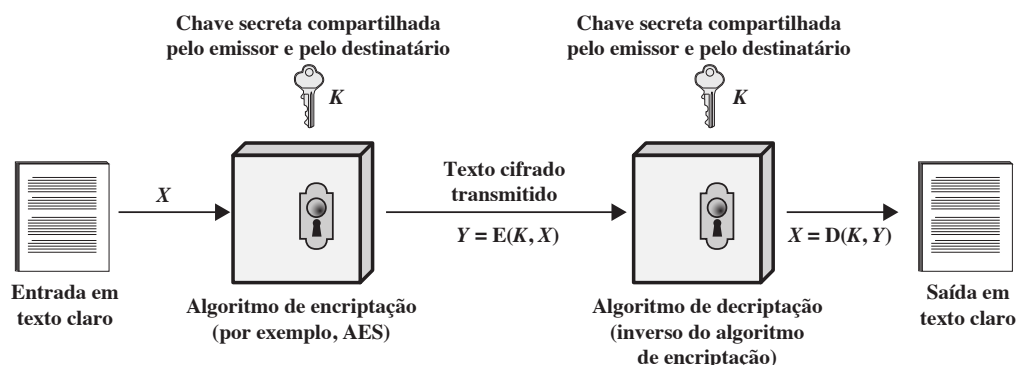 Chave secreta compartilhada
pelo emissor e pelo destinatário
K
Chave secreta compartilhada
pelo emissor e pelo destinatário
K
X
Texto cifrado
transmitido
Y = E(K, X)
X = D(K, Y)
Entrada em
texto claro
Algoritmo de encriptação
(por exemplo, AES)
Algoritmo de decriptação
(inverso do algoritmo
de encriptação)
Saída em
texto claro